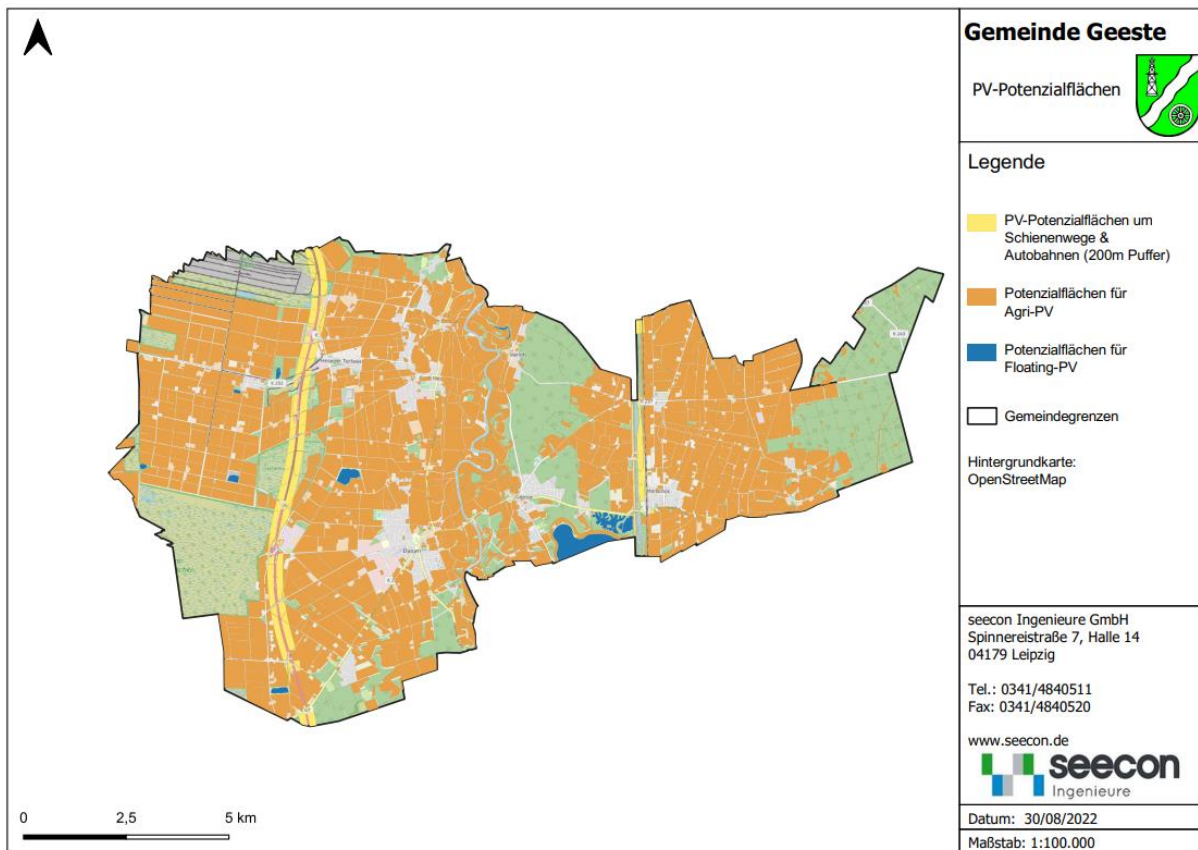 Gemeinde Geeste
PV-Potenzialflächen
Legende
PV-Potenzialflächen um
Schienenwege &
Autobahnen (200m Puffer)
Potenzialflächen für
Agri-PV
Potenzialflächen für
Floating-PV
Gemeindegrenzen
Hintergrundkarte:
OpenStreetMap
seecon Ingenieure GmbH
Spinnereistraße 7, Halle 14
04179 Leipzig
Tel.: 0341/4840511
Fax: 0341/4840520
www.seecon.de
seecon
Ingenieure
Datum: 30/08/2022
Maßstab: 1:100.000
0 2,5 5 km